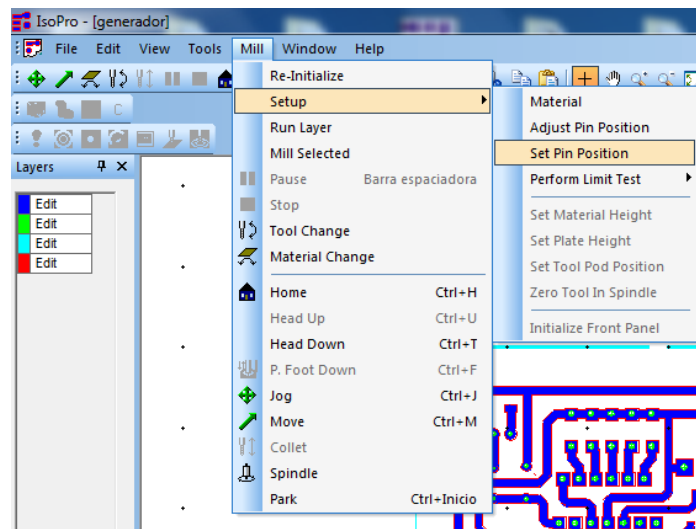 IsoPro - [generador]
File Edit View Tools Mill Window Help
C
Layers
Edit
Edit
Edit
Edit
Re-Initialize
Setup
Run Layer
Mill Selected
Pause Barra espaciadora
Stop
Tool Change
Material Change
Home Ctrl+H
Head Up Ctrl+U
Head Down Ctrl+T
P. Foot Down Ctrl+F
Jog Ctrl+J
Move Ctrl+M
Collet
Spindle
Park Ctrl+Inicio
Material
Adjust Pin Position
Set Pin Position
Perform Limit Test
Set Material Height
Set Plate Height
Set Tool Pod Position
Zero Tool In Spindle
Initialize Front Panel